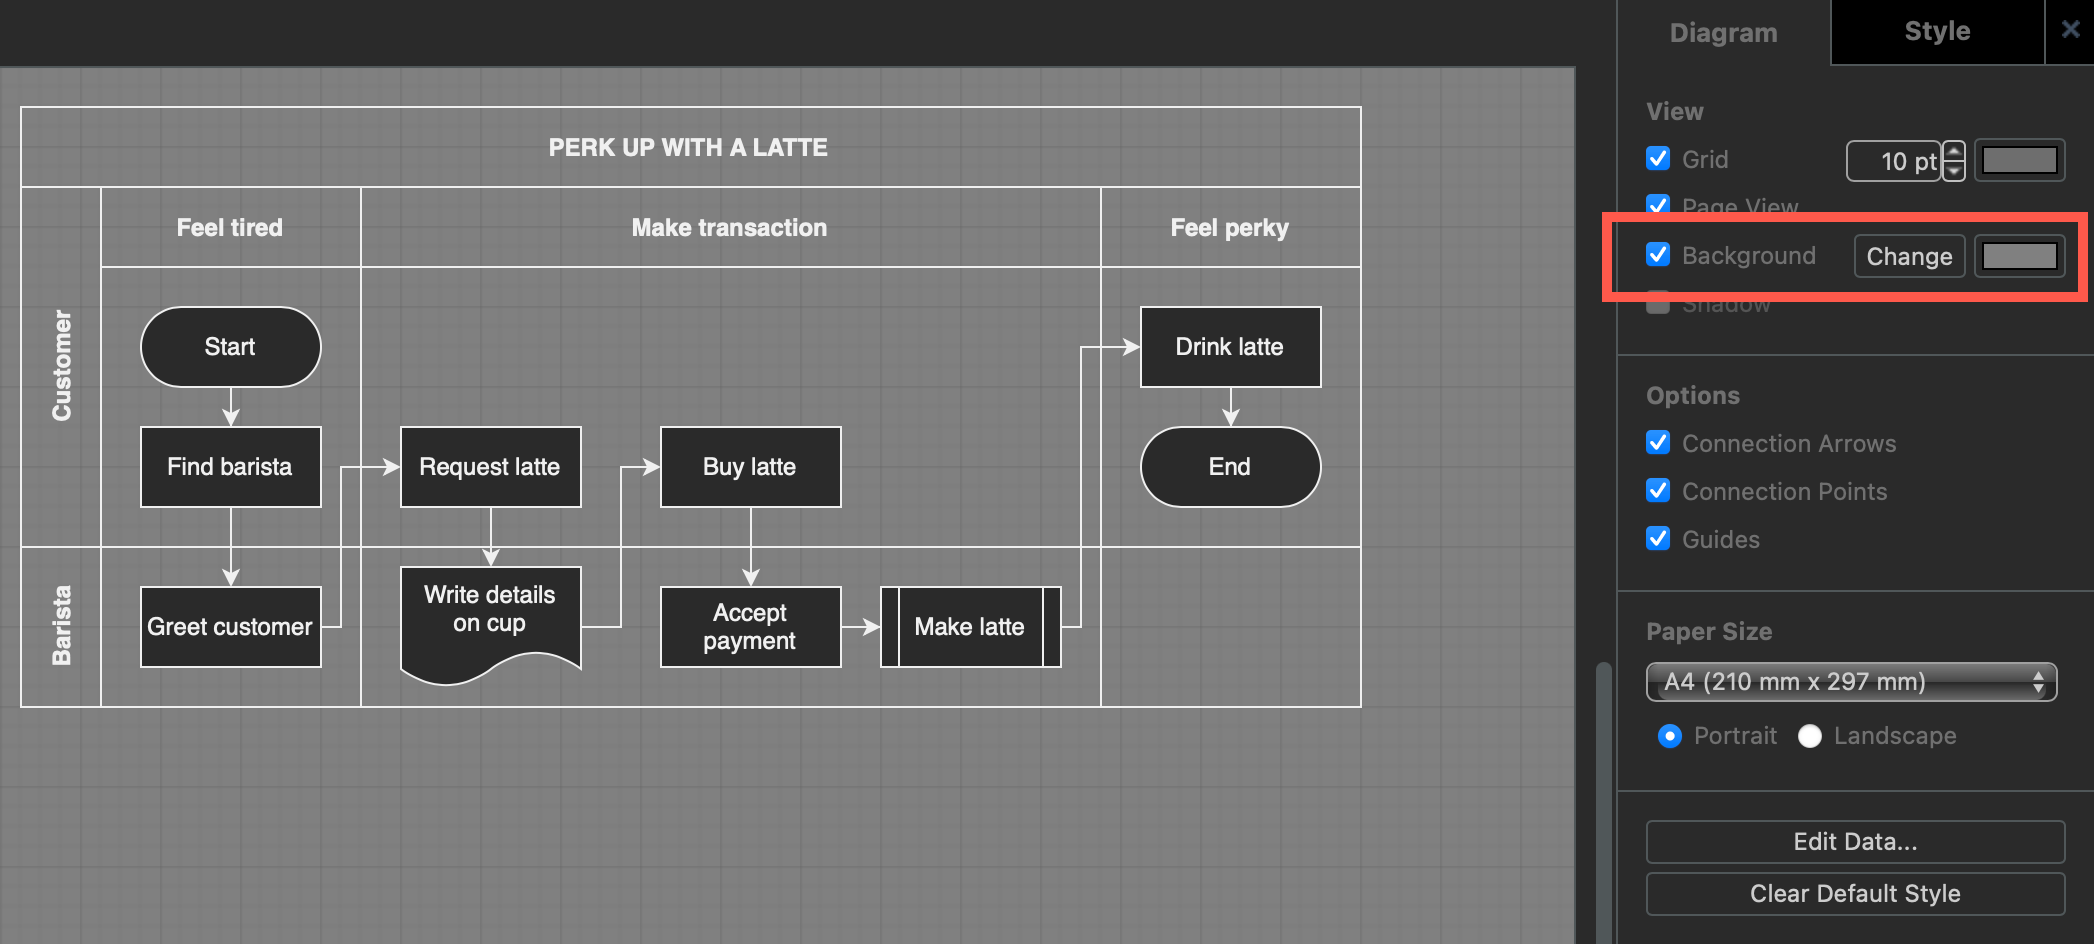 Diagram
Style
PERK UP WITH A LATTE
Customer
Feel tired
Make transaction
Feel perky
Start
Find barista
Request latte
Buy latte
Drink latte
End
Barista
Greet customer
Write details
on cup
Accept
payment
Make latte
View
Grid
10 pt
Page View
Background
Change
Shadow
Options
Connection Arrows
Connection Points
Guides
Paper Size
A4 (210 mm x 297 mm)
Portrait
Landscape
Edit Data...
Clear Default Style